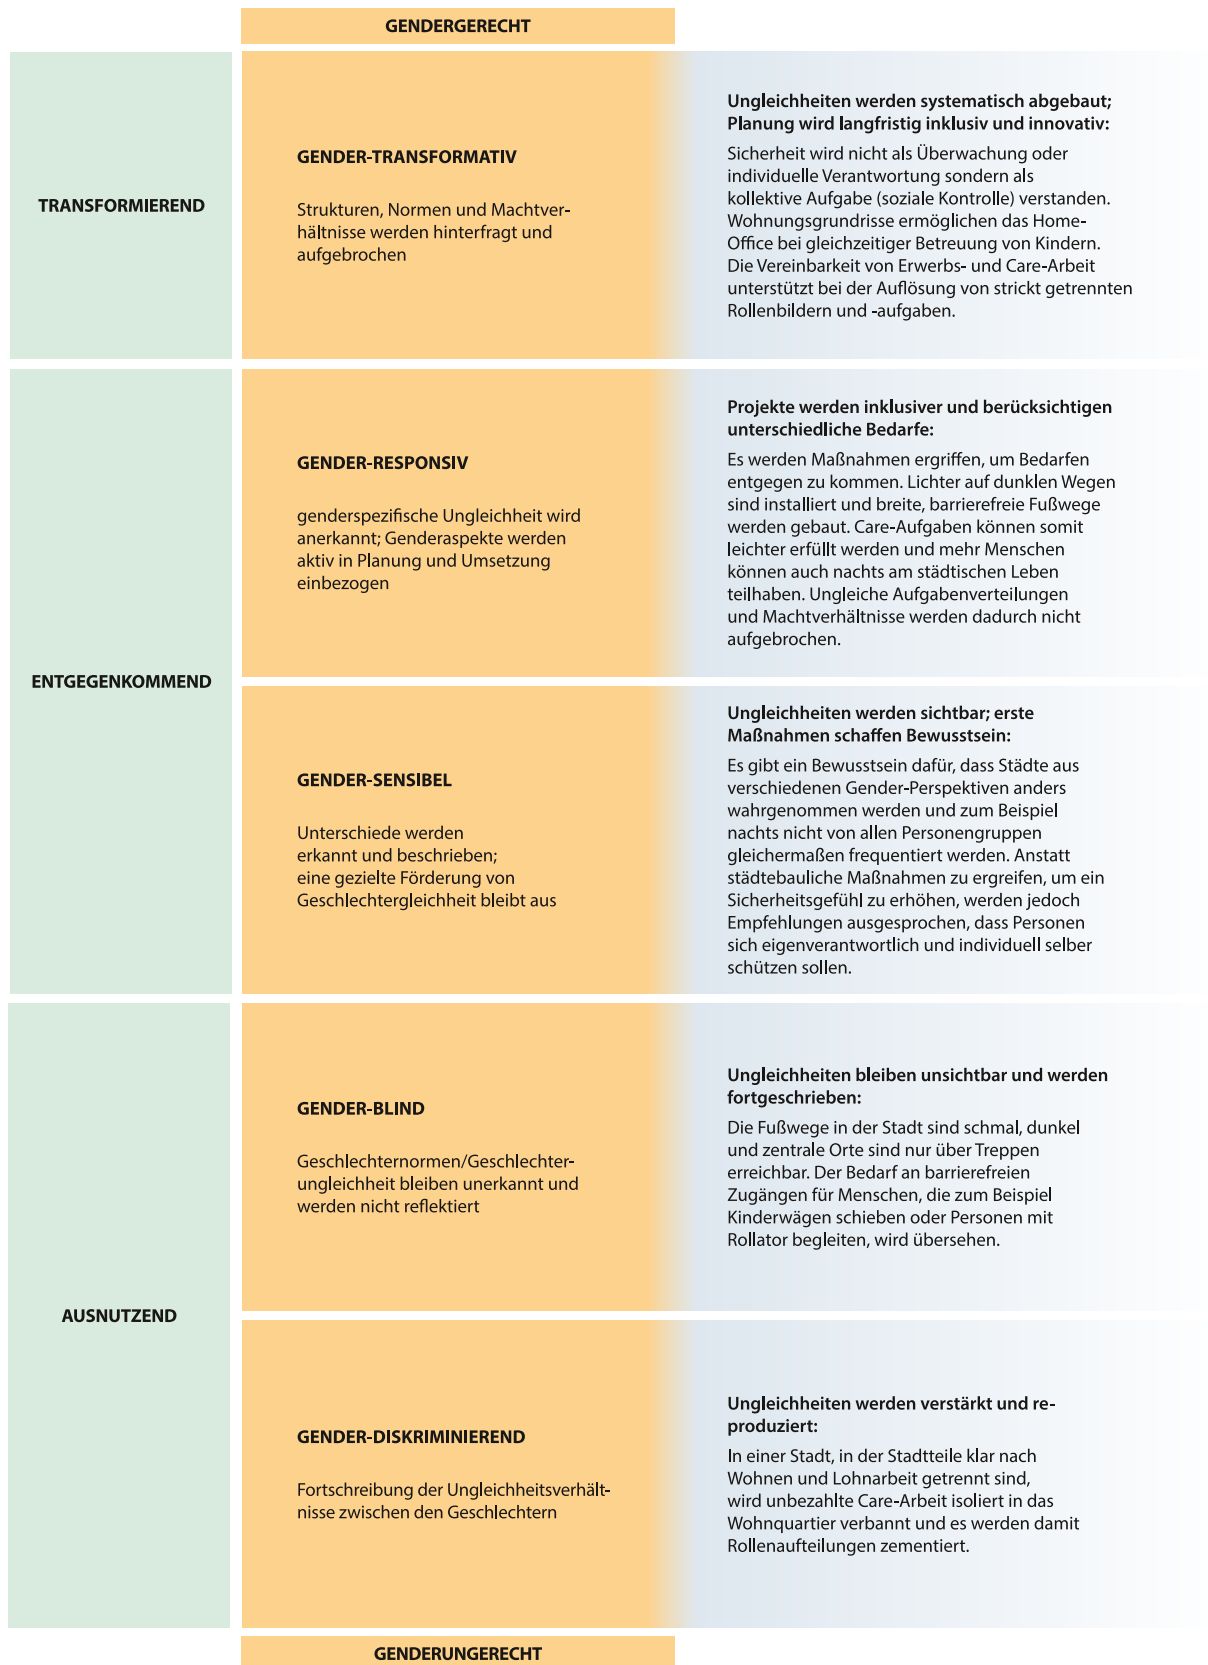 GENDERGERECHT
TRANSFORMIEREND
GENDER-TRANSFORMATIV
Strukturen, Normen und Machtver-
hältnisse werden hinterfragt und
aufgebrochen
Ungleichheiten werden systematisch abgebaut;
Planung wird langfristig inklusiv und innovativ:
Sicherheit wird nicht als Überwachung oder
individuelle Verantwortung sondern als
kollektive Aufgabe (soziale Kontrolle) verstanden.
Wohnungsgrundrisse ermöglichen das Home-
Office bei gleichzeitiger Betreuung von Kindern.
Die Vereinbarkeit von Erwerbs- und Care-Arbeit
unterstützt bei der Auflösung von strickt getrennten
Rollenbildern und -aufgaben.
ENTGEGENKOMMEND
GENDER-RESPONSIV
genderspezifische Ungleichheit wird
anerkannt; Genderaspekte werden
aktiv in Planung und Umsetzung
einbezogen
Projekte werden inklusiver und berücksichtigen
unterschiedliche Bedarfe:
Es werden Maßnahmen ergriffen, um Bedarfen
entgegen zu kommen. Lichter auf dunklen Wegen
sind installiert und breite, barrierefreie Fußwege
werden gebaut. Care-Aufgaben können somit
leichter erfüllt werden und mehr Menschen
können auch nachts am städtischen Leben
teilhaben. Ungleiche Aufgabenverteilungen
und Machtverhältnisse werden dadurch nicht
aufgebrochen.
GENDER-SENSIBEL
Unterschiede werden
erkannt und beschrieben;
eine gezielte Förderung von
Geschlechtergleichheit bleibt aus
Ungleichheiten werden sichtbar; erste
Maßnahmen schaffen Bewusstsein:
Es gibt ein Bewusstsein dafür, dass Städte aus
verschiedenen Gender-Perspektiven anders
wahrgenommen werden und zum Beispiel
nachts nicht von allen Personengruppen
gleichermaßen frequentiert werden. Anstatt
städtebauliche Maßnahmen zu ergreifen, um ein
Sicherheitsgefühl zu erhöhen, werden jedoch
Empfehlungen ausgesprochen, dass Personen
sich eigenverantwortlich und individuell selber
schützen sollen.
AUSNUTZEND
GENDER-BLIND
Geschlechternormen/Geschlechter-
ungleichheit bleiben unerkannt und
werden nicht reflektiert
Ungleichheiten bleiben unsichtbar und werden
fortgeschrieben:
Die Fußwege in der Stadt sind schmal, dunkel
und zentrale Orte sind nur über Treppen
erreichbar. Der Bedarf an barrierefreien
Zugängen für Menschen, die zum Beispiel
Kinderwägen schieben oder Personen mit
Rollator begleiten, wird übersehen.
GENDER-DISKRIMINIEREND
Fortschreibung der Ungleichheitsverhält-
nisse zwischen den Geschlechtern
Ungleichheiten werden verstärkt und re-
produziert:
In einer Stadt, in der Stadtteile klar nach
Wohnen und Lohnarbeit getrennt sind,
wird unbezahlte Care-Arbeit isoliert in das
Wohnquartier verbannt und es werden damit
Rollenaufteilungen zementiert.
GENDERUNGERECHT